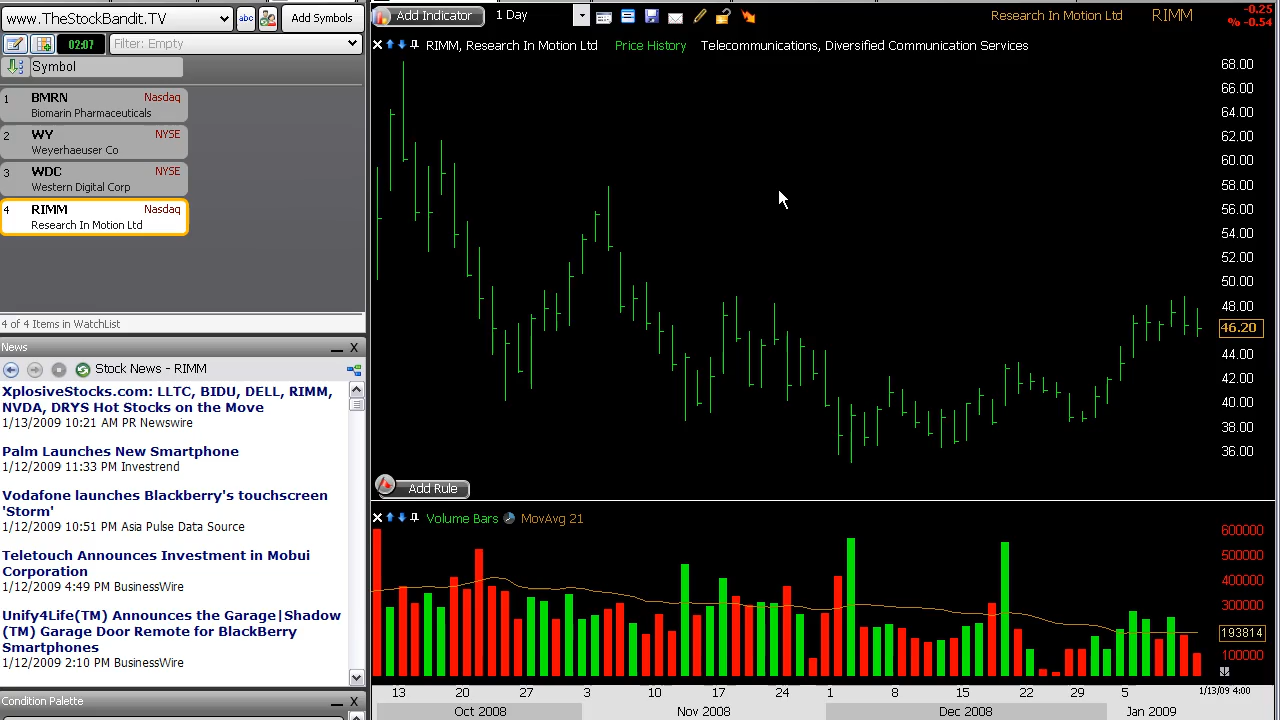 www.TheStockBandit.TV
abc
Add Symbols
02:07
Filter: Empty
Symbol
1 BMRN Nasdaq
Biomarin Pharmaceuticals
2 WY NYSE
Weyerhaeuser Co
3 WDC NYSE
Western Digital Corp
4 RIMM Nasdaq
Research In Motion Ltd
4 of 4 Items in WatchList
News
Stock News - RIMM
XplosiveStocks.com: LLTC, BIDU, DELL, RIMM,
NVDA, DRYS Hot Stocks on the Move
1/13/2009 10:21 AM PR Newswire
Palm Launches New Smartphone
1/12/2009 11:33 PM Investrend
Vodafone launches Blackberry's touchscreen
'Storm'
1/12/2009 10:51 PM Asia Pulse Data Source
Teletouch Announces Investment in Mobui
Corporation
1/12/2009 4:49 PM BusinessWire
Unify4Life(TM) Announces the Garage|Shadow
(TM) Garage Door Remote for BlackBerry
Smartphones
1/12/2009 2:10 PM BusinessWire
Condition Palette
Add Indicator
1 Day
Research In Motion Ltd
RIMM
-0.25
% -0.54
RIMM, Research In Motion Ltd Price History Telecommunications, Diversified Communication Services
68.00
66.00
64.00
62.00
60.00
58.00
56.00
54.00
52.00
50.00
48.00
46.20
44.00
42.00
40.00
38.00
36.00
Add Rule
Volume Bars MovAvg 21
600000
500000
400000
300000
193814
100000
13 20 27 3 10 17 24 1 8 15 22 29 5 1/13/09 4:00
Oct 2008 Nov 2008 Dec 2008 Jan 2009